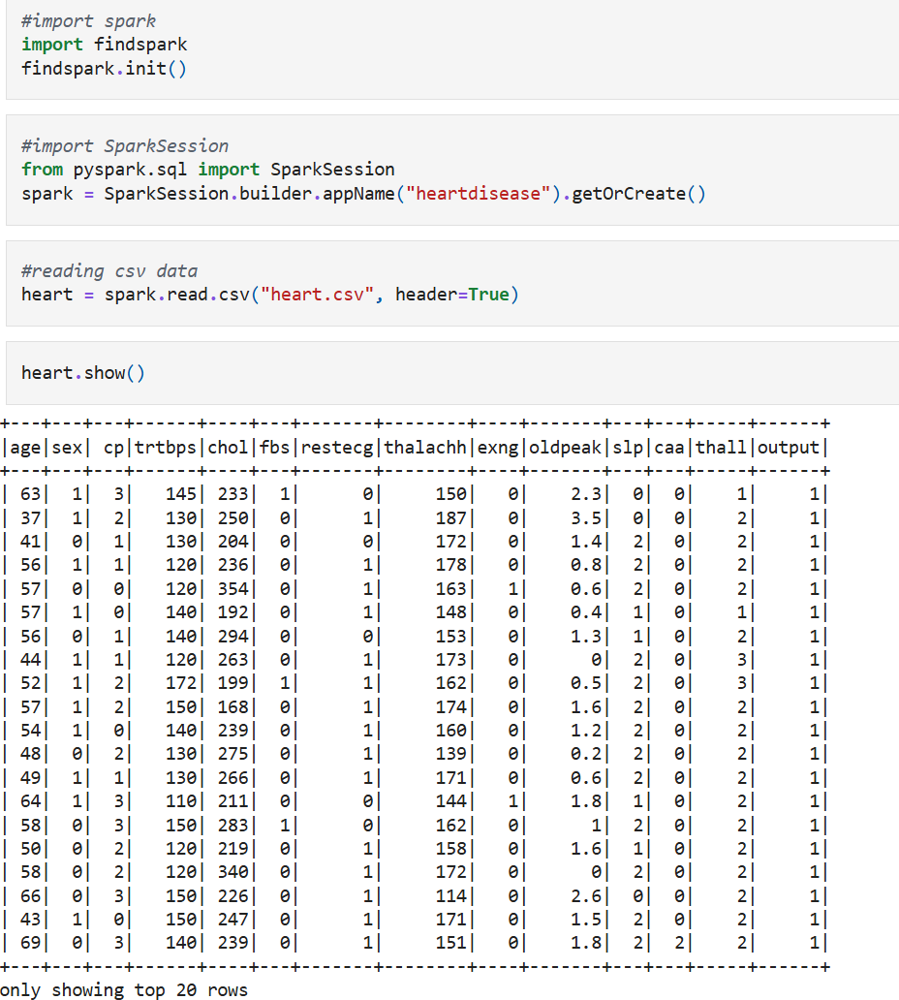 #import spark
import findspark
findspark.init()
#import SparkSession
from pyspark.sql import SparkSession
spark = SparkSession.builder.appName("heartdisease").getOrCreate()
#reading csv data
heart = spark.read.csv("heart.csv", header=True)
heart.show()
+---+---+---+------+----+---+-------+--------+----+-------+---+---+-----+------+
|age|sex| cp|trtbps|chol|fbs|restecg|thalachh|exng|oldpeak|slp|caa|thall|output|
+---+---+---+------+----+---+-------+--------+----+-------+---+---+-----+------+
| 63|  1|  3|   145| 233|  1|      0|     150|   0|    2.3|  0|  0|    1|     1|
| 37|  1|  2|   130| 250|  0|      1|     187|   0|    3.5|  0|  0|    2|     1|
| 41|  0|  1|   130| 204|  0|      0|     172|   0|    1.4|  2|  0|    2|     1|
| 56|  1|  1|   120| 236|  0|      1|     178|   0|    0.8|  2|  0|    2|     1|
| 57|  0|  0|   120| 354|  0|      1|     163|   1|    0.6|  2|  0|    2|     1|
| 57|  1|  0|   140| 192|  0|      1|     148|   0|    0.4|  1|  0|    1|     1|
| 56|  0|  1|   140| 294|  0|      0|     153|   0|    1.3|  1|  0|    2|     1|
| 44|  1|  1|   120| 263|  0|      1|     173|   0|      0|  2|  0|    3|     1|
| 52|  1|  2|   172| 199|  1|      1|     162|   0|    0.5|  2|  0|    3|     1|
| 57|  1|  2|   150| 168|  0|      1|     174|   0|    1.6|  2|  0|    2|     1|
| 54|  1|  0|   140| 239|  0|      1|     160|   0|    1.2|  2|  0|    2|     1|
| 48|  0|  2|   130| 275|  0|      1|     139|   0|    0.2|  2|  0|    2|     1|
| 49|  1|  1|   130| 266|  0|      1|     171|   0|    0.6|  2|  0|    2|     1|
| 64|  1|  3|   110| 211|  0|      0|     144|   1|    1.8|  1|  0|    2|     1|
| 58|  0|  3|   150| 283|  1|      0|     162|   0|      1|  2|  0|    2|     1|
| 50|  0|  2|   120| 219|  0|      1|     158|   0|    1.6|  1|  0|    2|     1|
| 58|  0|  2|   120| 340|  0|      1|     172|   0|      0|  2|  0|    2|     1|
| 66|  0|  3|   150| 226|  0|      1|     114|   0|    2.6|  0|  0|    2|     1|
| 43|  1|  0|   150| 247|  0|      1|     171|   0|    1.5|  2|  0|    2|     1|
| 69|  0|  3|   140| 239|  0|      1|     151|   0|    1.8|  2|  2|    2|     1|
+---+---+---+------+----+---+-------+--------+----+-------+---+---+-----+------+
only showing top 20 rows